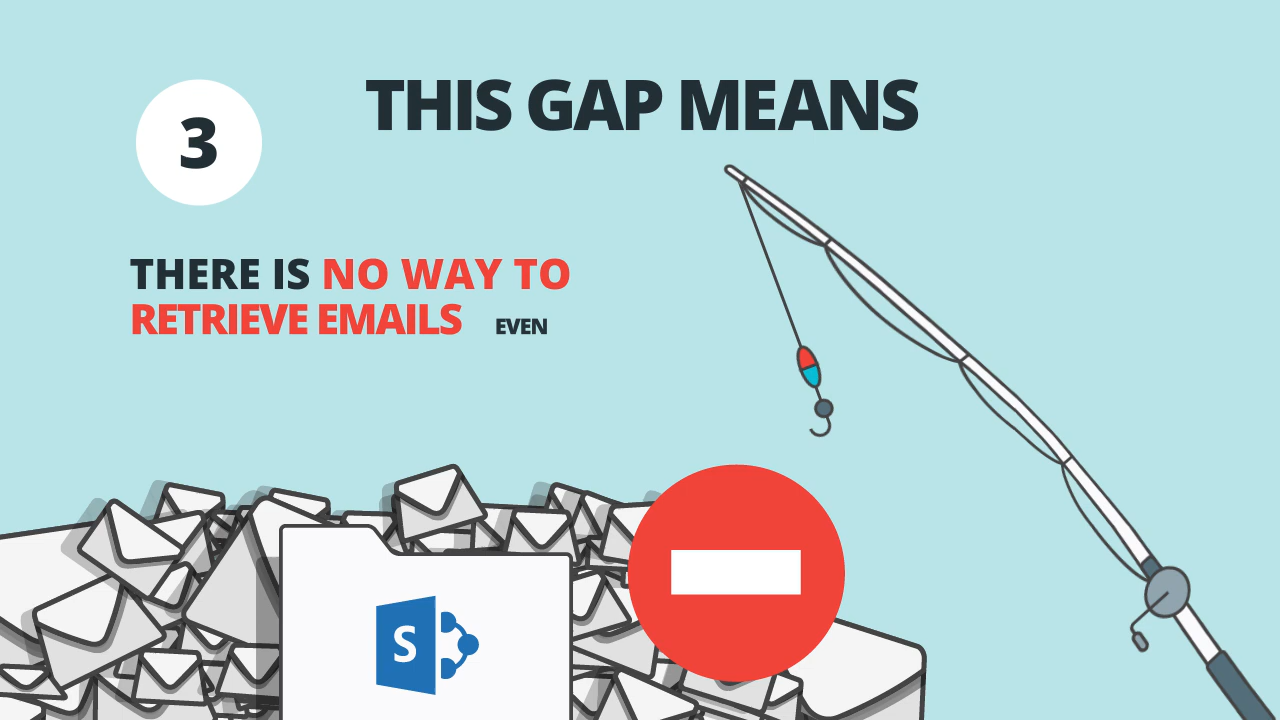 THIS GAP MEANS
3
THERE IS NO WAY TO
RETRIEVE EMAILS EVEN
S